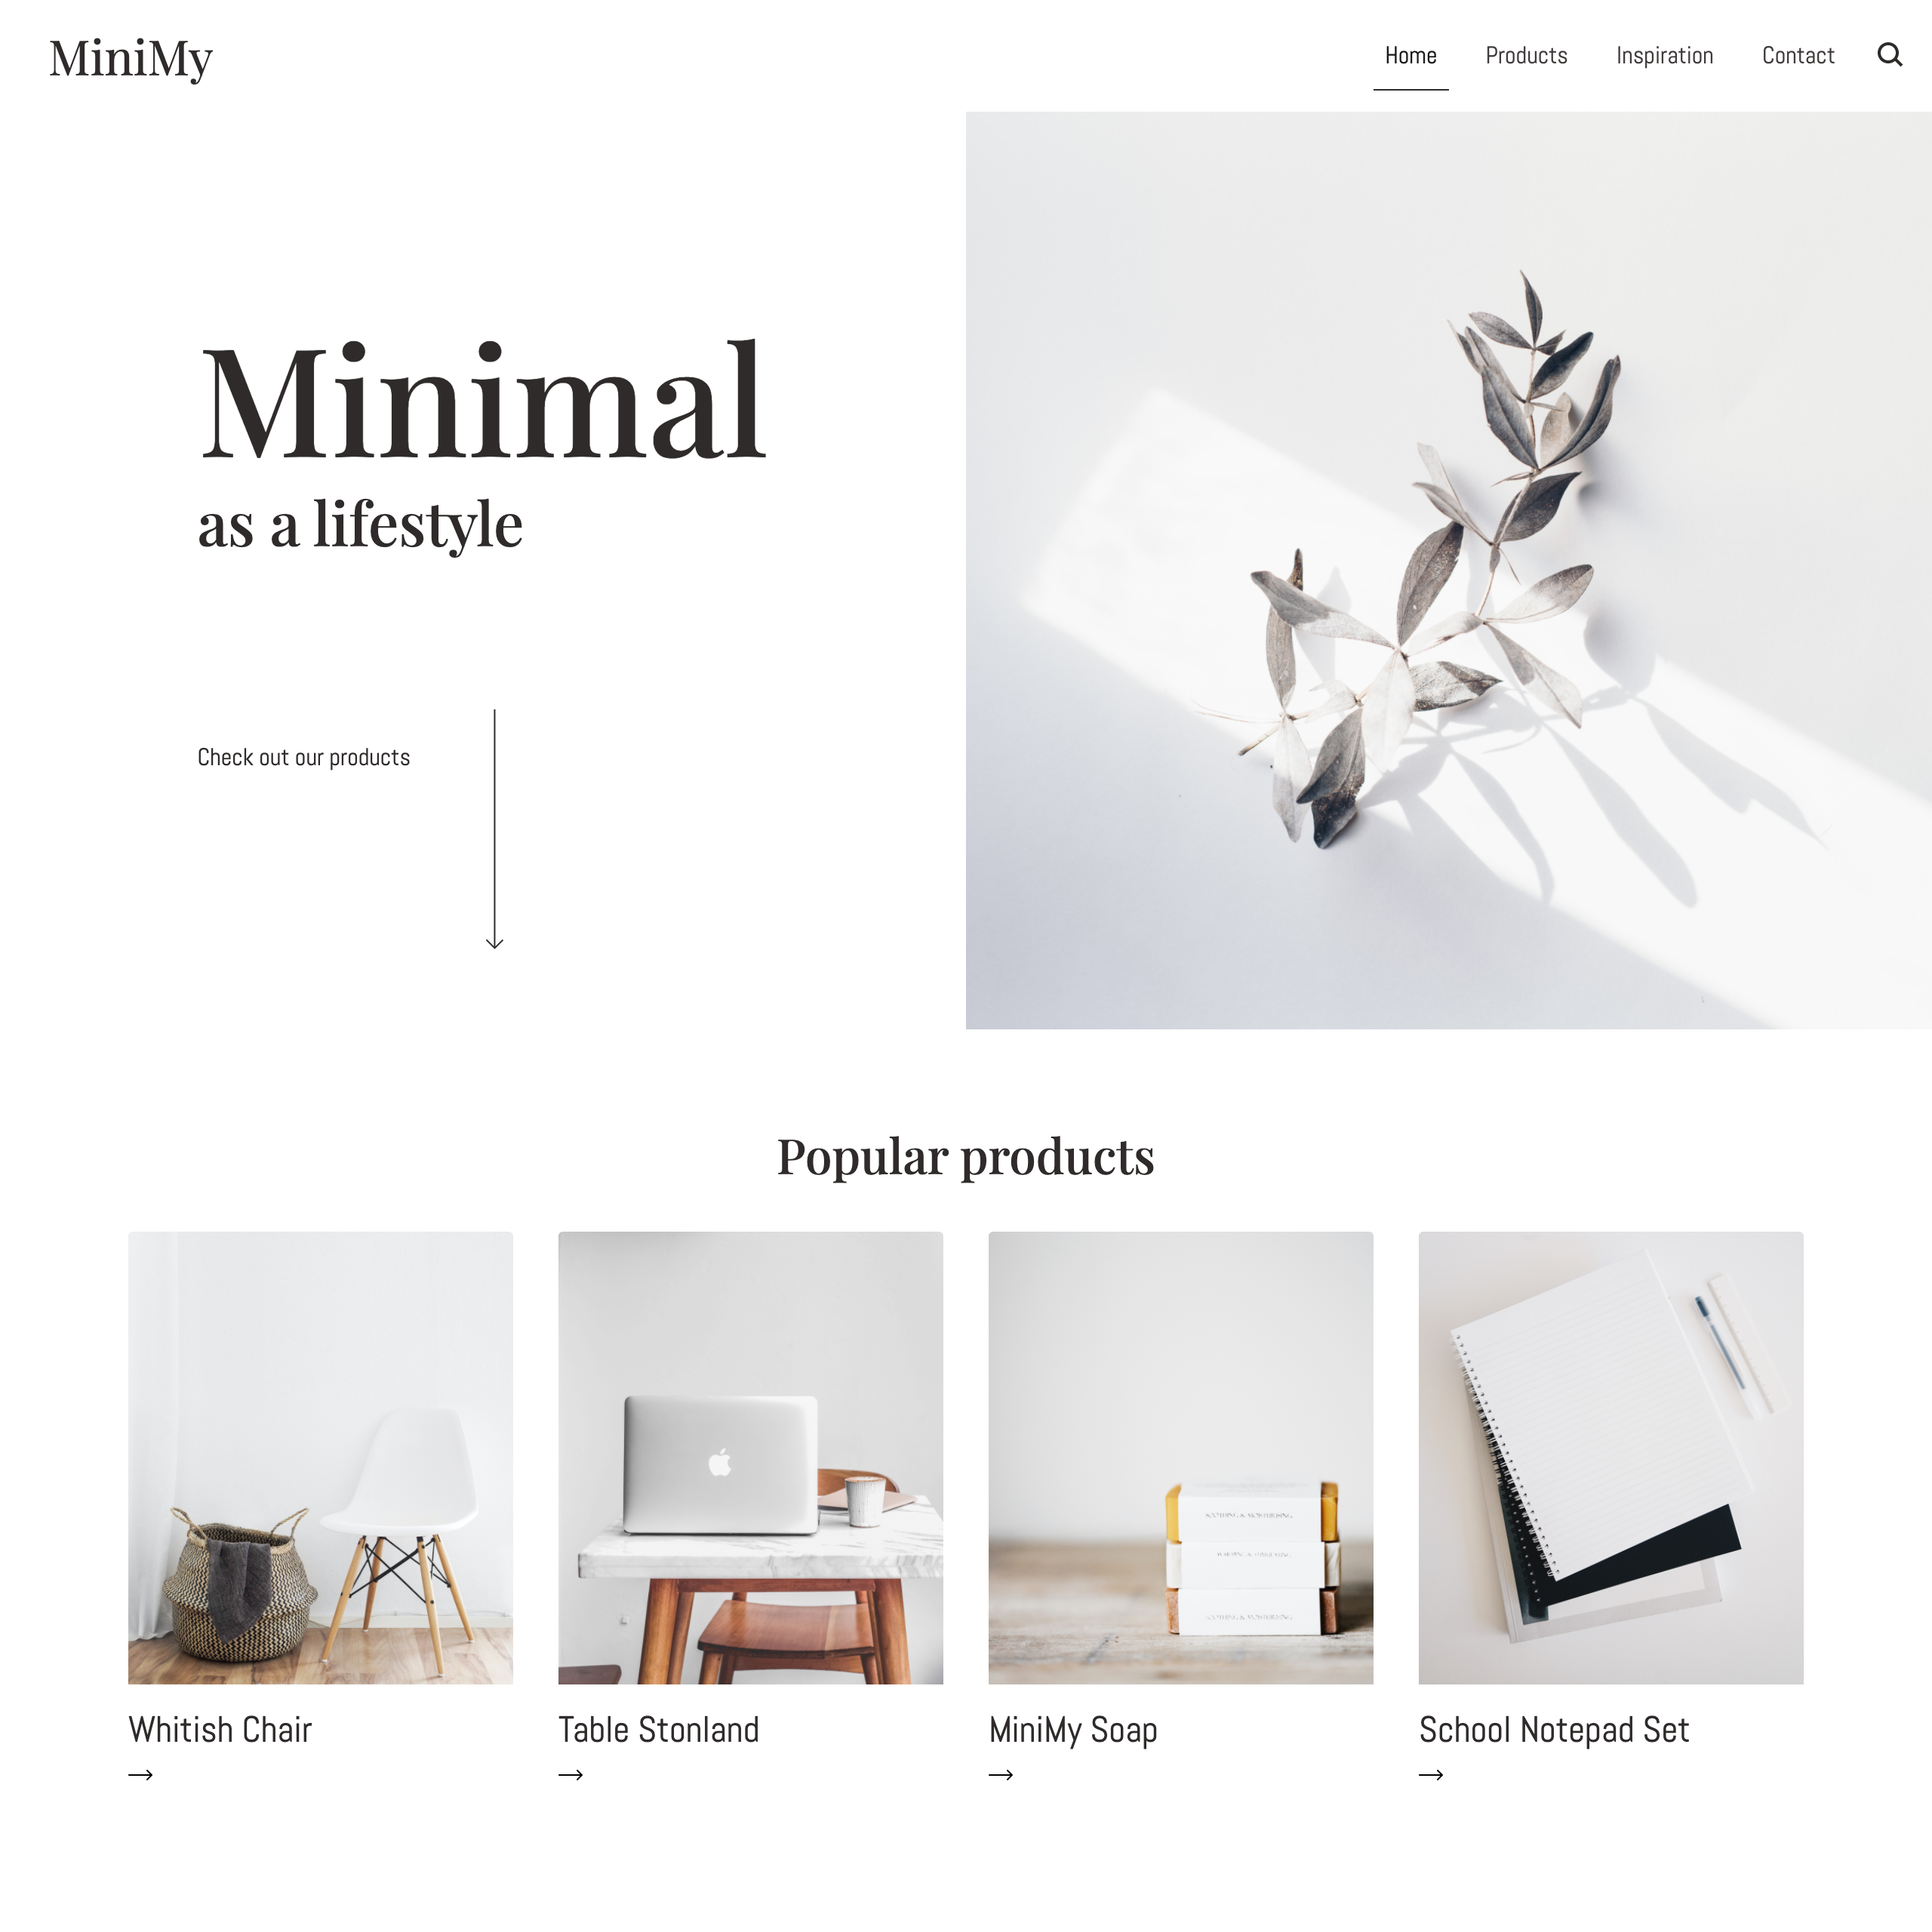 MiniMy
Home Products Inspiration Contact
Minimal
as a lifestyle
Check out our products
Popular products
Whitish Chair
Table Stonland
MiniMy Soap
School Notepad Set